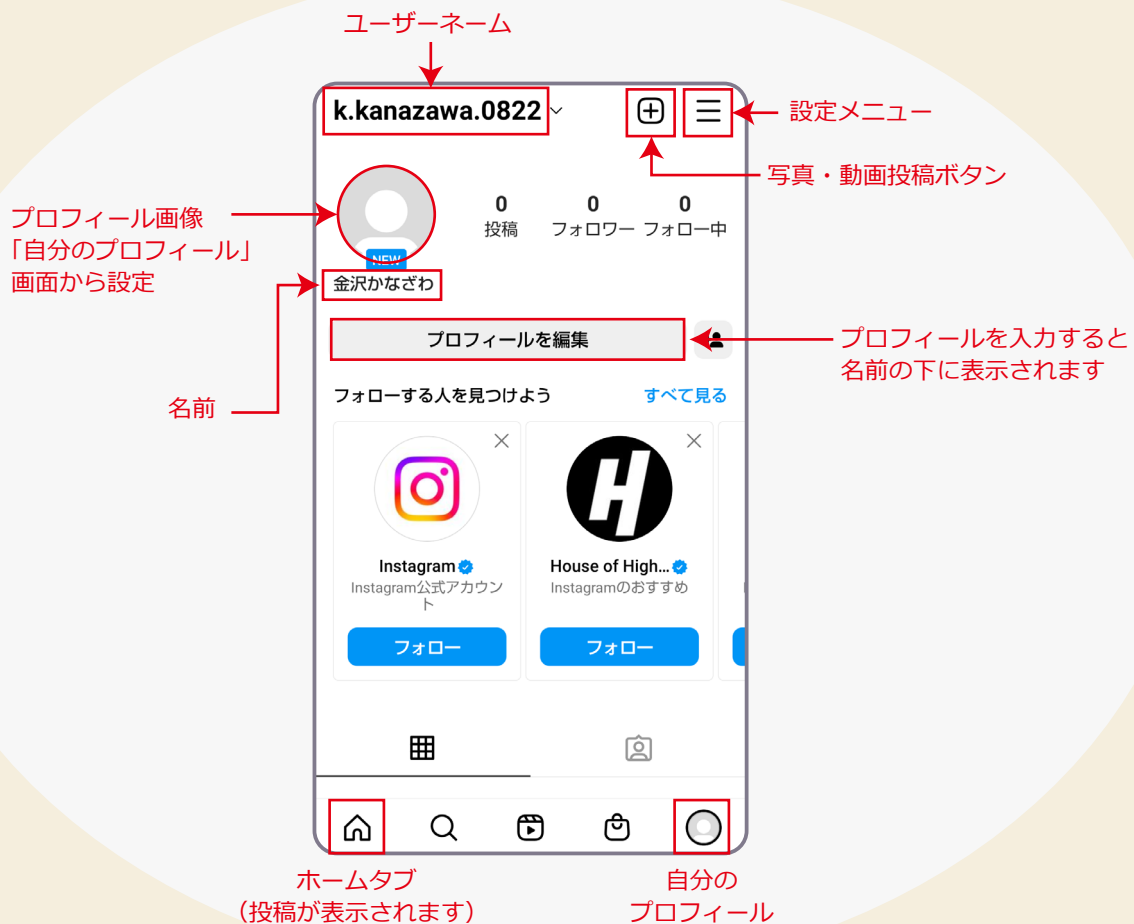 ユーザーネーム
k.kanazawa.0822
設定メニュー
写真・動画投稿ボタン
プロフィール画像
「自分のプロフィール」
画面から設定
0 0 0
投稿 フォロワー フォロー中
NEW
金沢かなざわ
プロフィールを編集
プロフィールを入力すると
名前の下に表示されます
名前
フォローする人を見つけよう すべて見る
H
Instagram
Instagram公式アカウン
ト
フォロー
House of High...
Instagramのおすすめ
フォロー
ホームタブ
（投稿が表示されます）
自分の
プロフィール